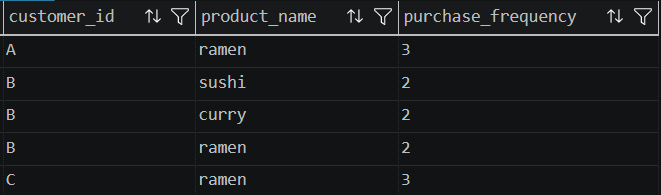 customer_id product_name purchase_frequency
A ramen 3
B sushi 2
B curry 2
B ramen 2
C ramen 3